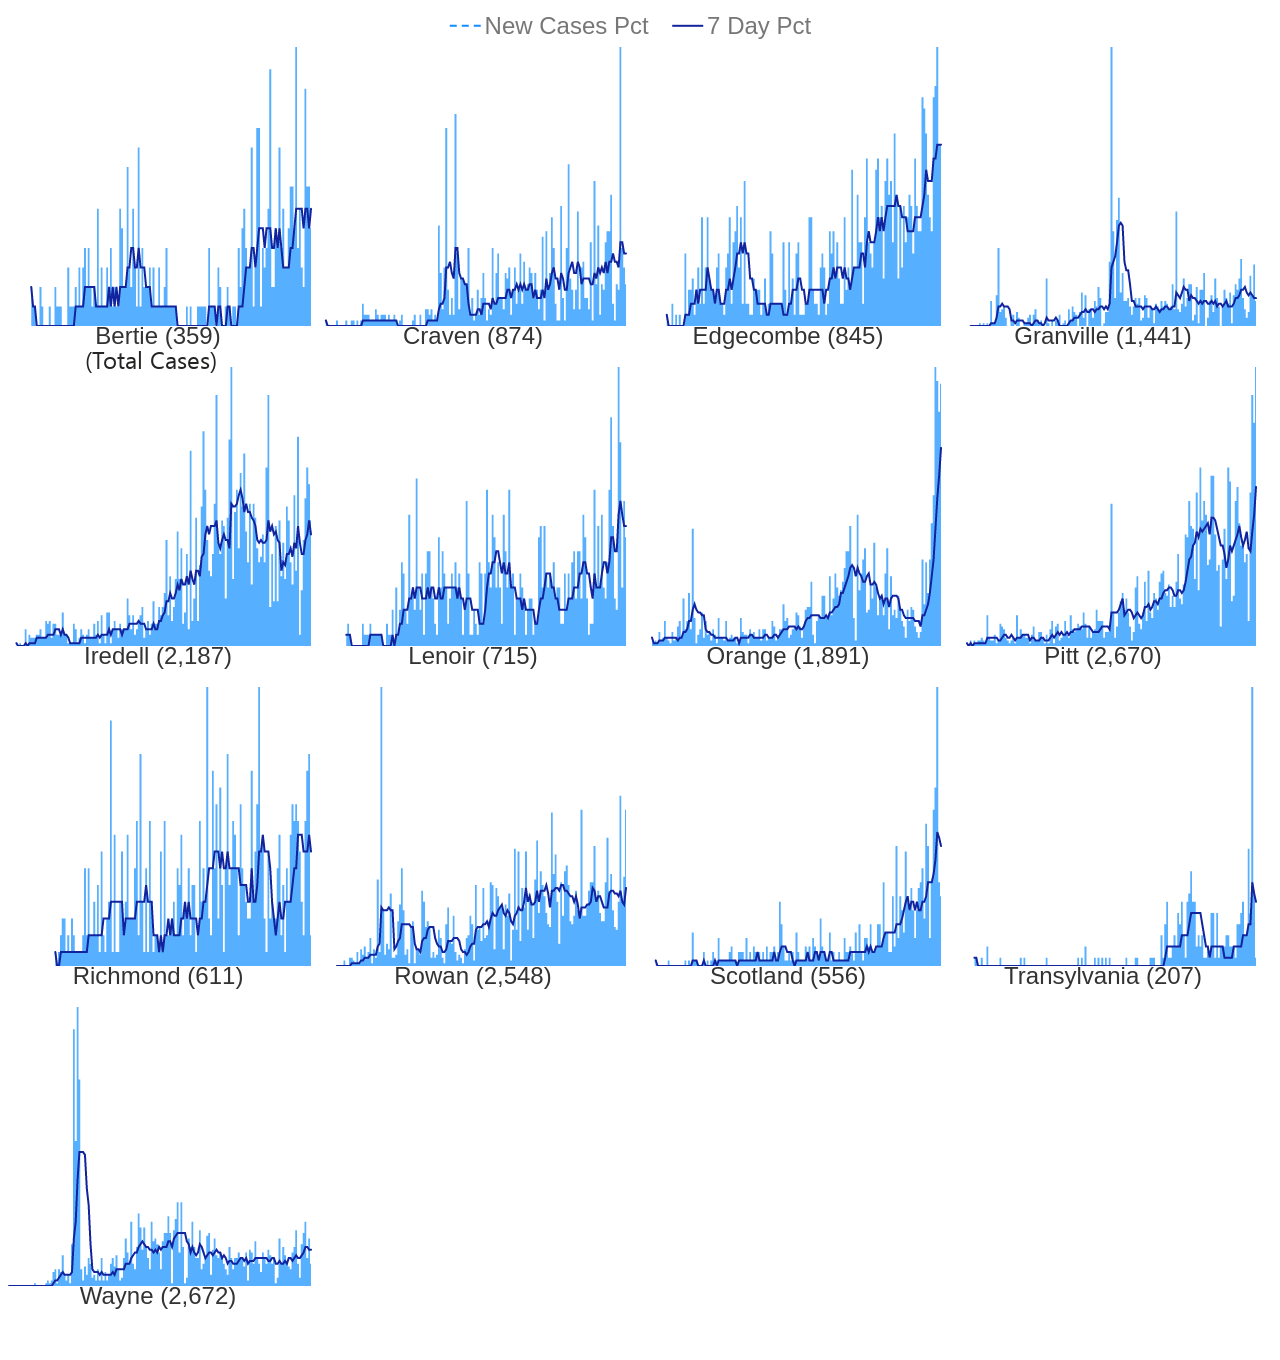 New Cases Pct 7 Day Pct
Bertie (359) Craven (874) Edgecombe (845) Granville (1,441)
(Total Cases)
Iredell (2,187) Lenoir (715) Orange (1,891) Pitt (2,670)
Richmond (611) Rowan (2,548) Scotland (556) Transylvania (207)
Wayne (2,672)